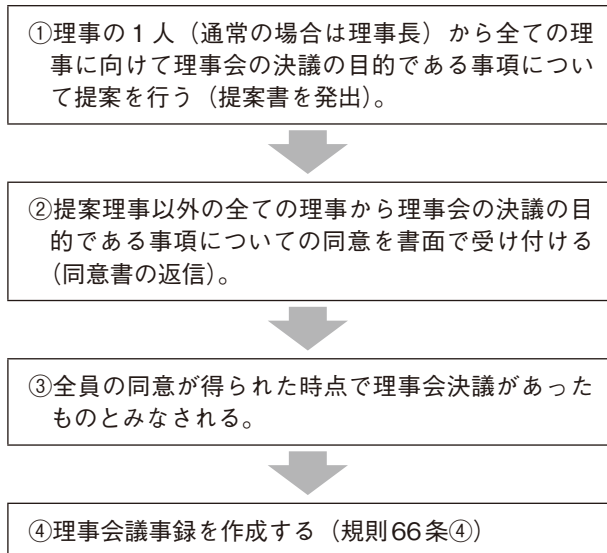 ①理事の1人（通常の場合は理事長）から全ての理
事に向けて理事会の決議の目的である事項につい
て提案を行う（提案書を発出）。
②提案理事以外の全ての理事から理事会の決議の目
的である事項についての同意を書面で受け付ける
（同意書の返信）。
③全員の同意が得られた時点で理事会決議があった
ものとみなされる。
④理事会議事録を作成する（規則66条④）